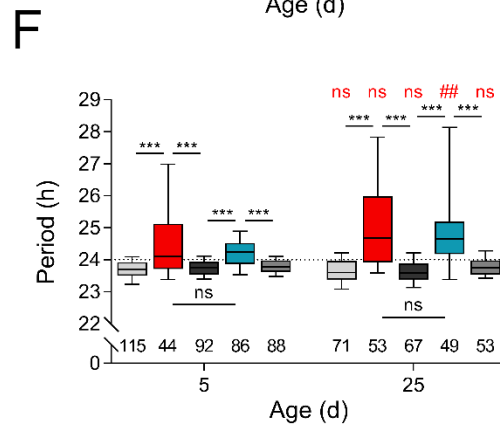 Age (d)
F
ns ns ns ## ns
*** *** *** ***
*** ***
*** ***
ns
ns
Period (h)
29
28
27
26
25
24
23
22
0
115 44 92 86 88 71 53 67 49 53
5 25
Age (d)